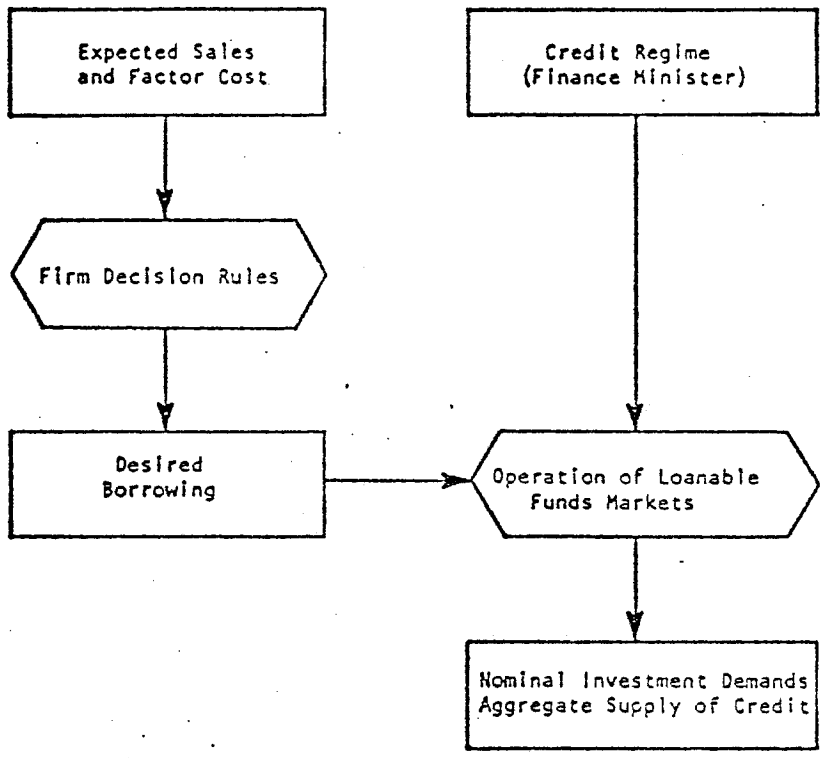 Expected Sales
and Factor Cost
Credit Regime
(Finance Minister)
Firm Decision Rules
Desired
Borrowing
Operation of Loanable
Funds Markets
Nominal Investment Demands
Aggregate Supply of Credit